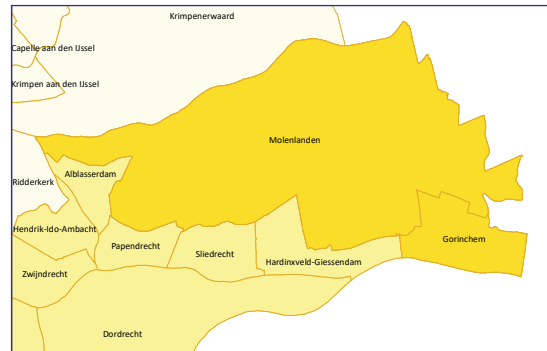 Krimpenerwaard
Capelle aan den IJssel
Krimpen aan den IJssel
Molenlanden
Alblasserdam
Ridderkerk
Hendrik-Ido-Ambacht
Papendrecht
Sliedrecht
Hardinxveld-Giessendam
Gorinchem
Zwijndrecht
Dordrecht